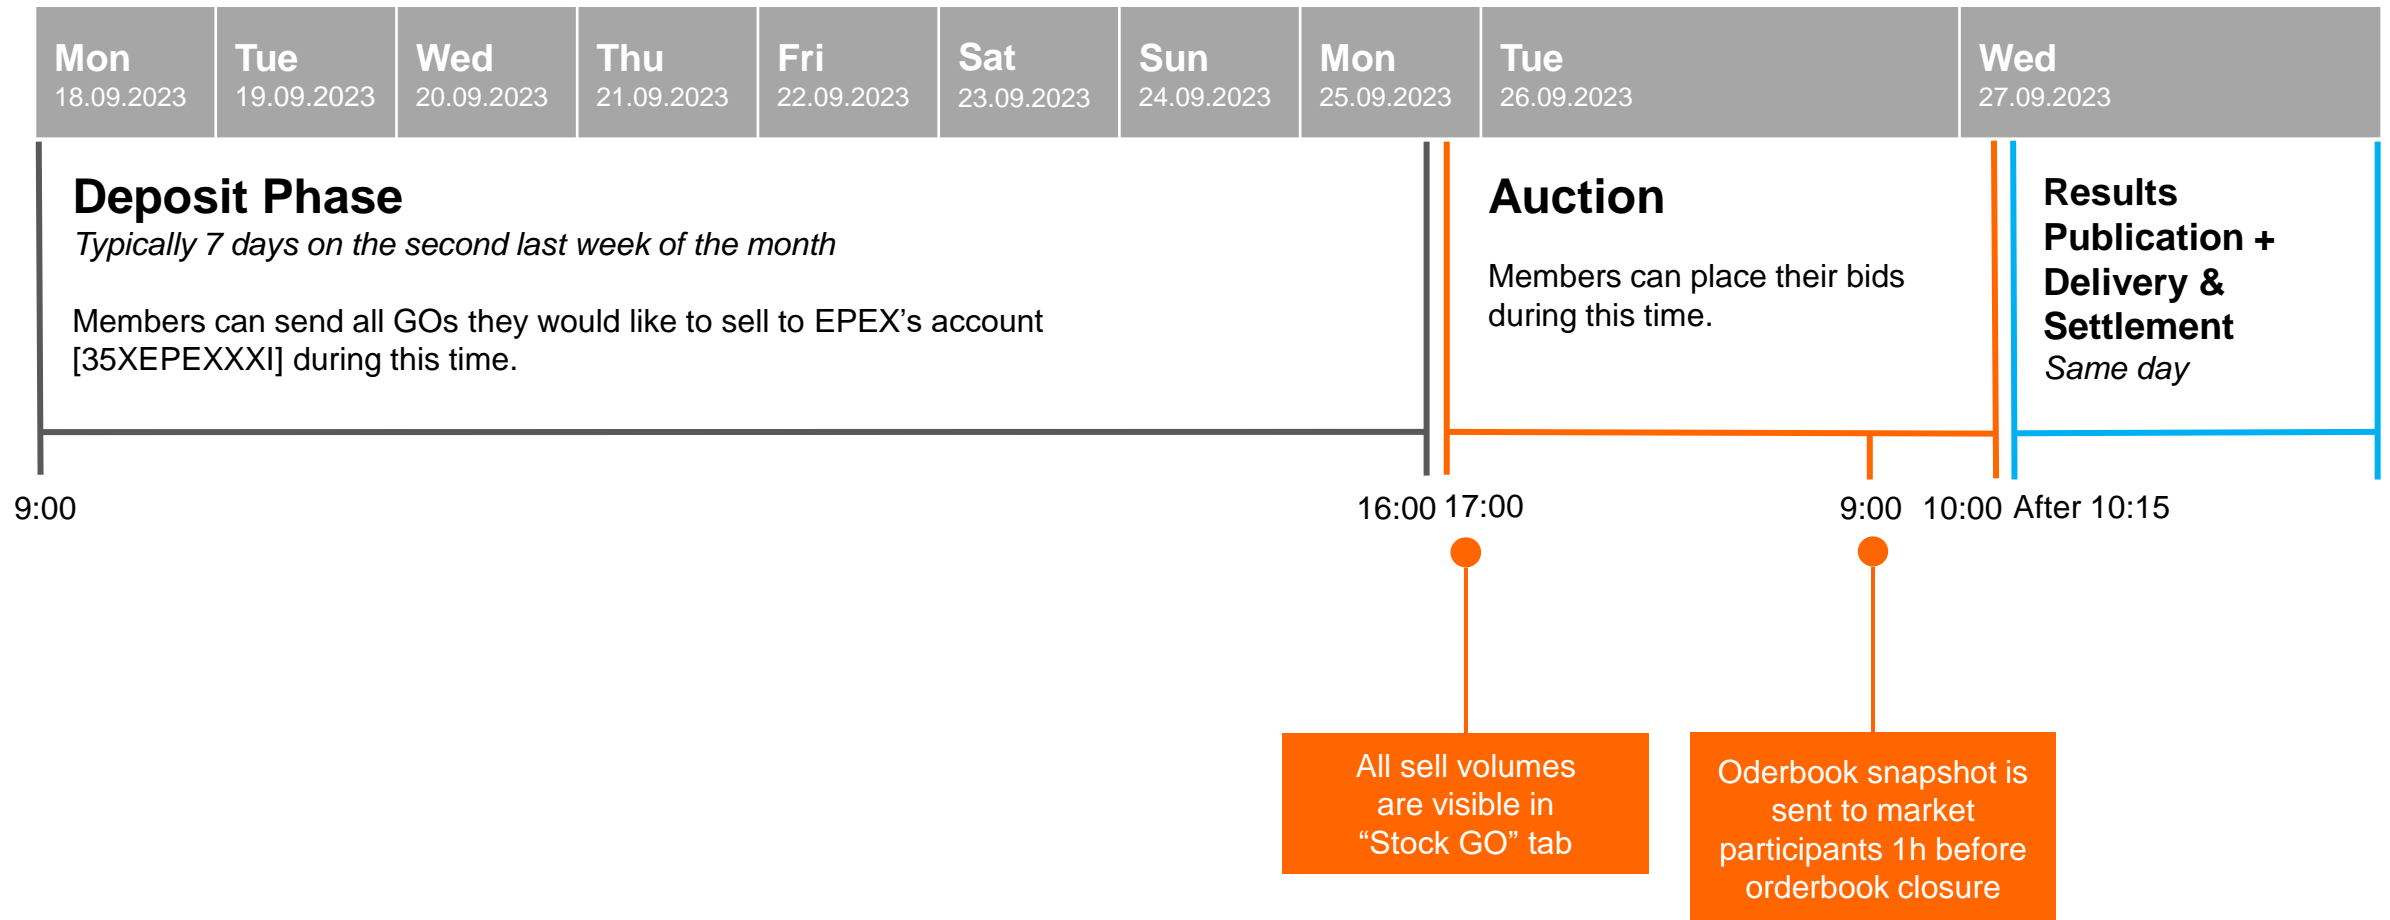 Mon
18.09.2023
Tue
19.09.2023
Wed
20.09.2023
Thu
21.09.2023
Fri
22.09.2023
Sat
23.09.2023
Sun
24.09.2023
Mon
25.09.2023
Tue
26.09.2023
Wed
27.09.2023
Deposit Phase
Typically 7 days on the second last week of the month
Members can send all GOs they would like to sell to EPEX’s account
[35XEPEXXXI] during this time.
Auction
Members can place their bids
during this time.
Results
Publication +
Delivery &
Settlement
Same day
9:00
16:00
17:00
9:00
10:00
After 10:15
All sell volumes
are visible in
“Stock GO” tab
Oderbook snapshot is
sent to market
participants 1h before
orderbook closure